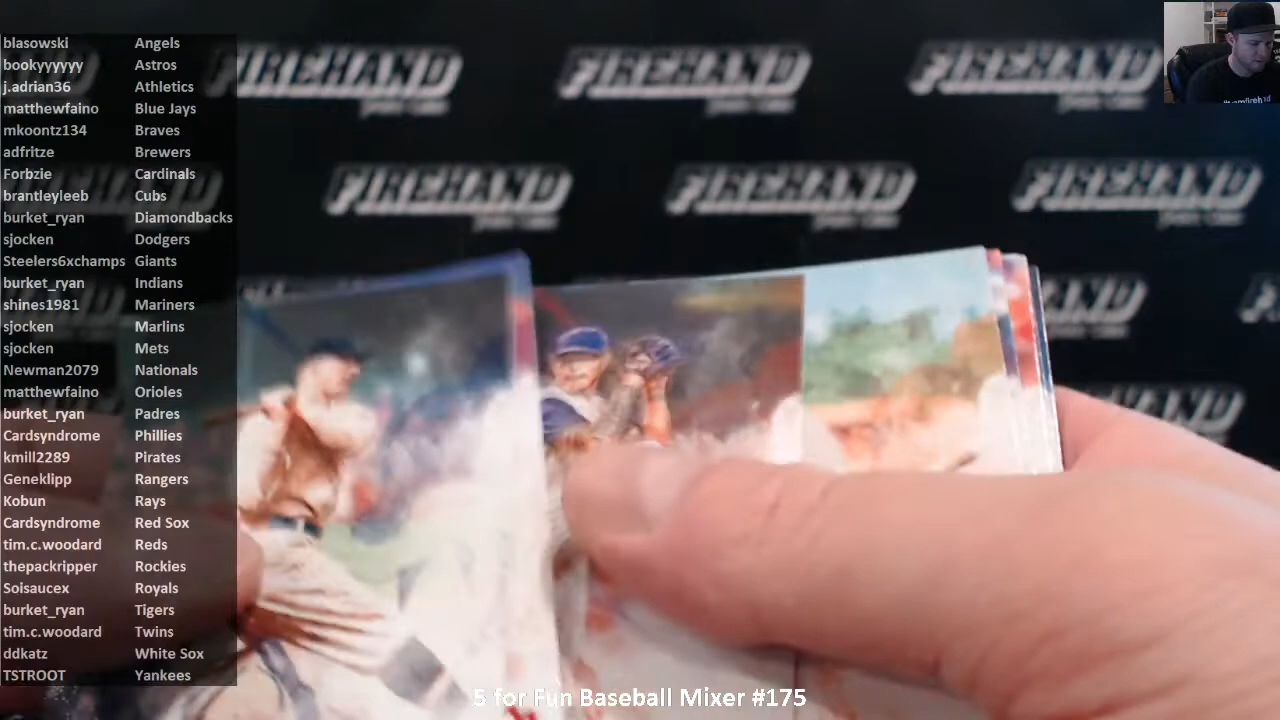 blasowski Angels
bookyyyyyy Astros
j.adrian36 Athletics
matthewfaino Blue Jays
mkoontz134 Braves
adfritze Brewers
Forbzie Cardinals
brantleyleeb Cubs
burket_ryan Diamondbacks
sjocken Dodgers
Steelers6xchamps Giants
burket_ryan Indians
shines1981 Mariners
sjocken Marlins
sjocken Mets
Newman2079 Nationals
matthewfaino Orioles
burket_ryan Padres
Cardsyndrome Phillies
kmill2289 Pirates
Geneklipp Rangers
Kobun Rays
Cardsyndrome Red Sox
tim.c.woodard Reds
thepackripper Rockies
Soisaucex Royals
burket_ryan Tigers
tim.c.woodard Twins
ddkatz White Sox
TSTROOT Yankees
FIREHAND FIREHAND FIREHAND
FIREHAND FIREHAND FIREHAND
5 for Fun Baseball Mixer #175